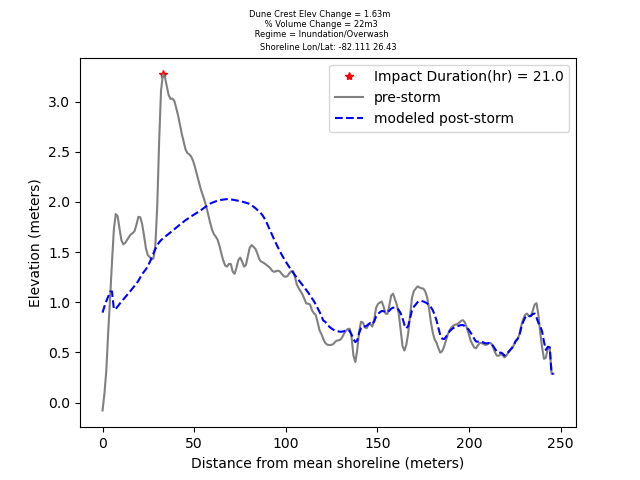 Dune Crest Elev Change = 1.63m
% Volume Change = 22m3
Regime = Inundation/Overwash
Shoreline Lon/Lat: -82.111 26.43
Impact Duration(hr) = 21.0
pre-storm
modeled post-storm
Elevation (meters)
3.0
2.5
2.0
1.5
1.0
0.5
0.0
0 50 100 150 200 250
Distance from mean shoreline (meters)